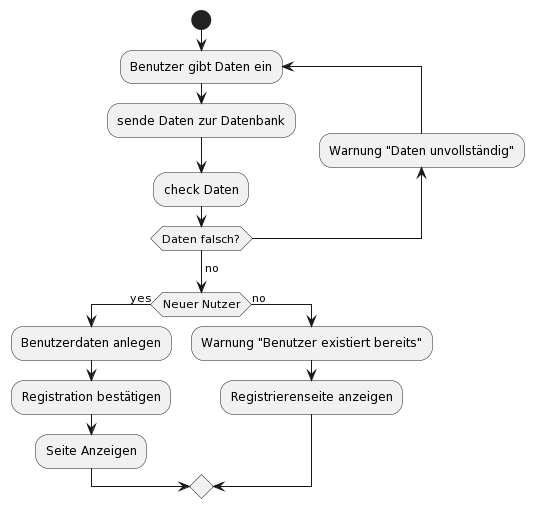 Benutzer gibt Daten ein
sende Daten zur Datenbank
Warnung "Daten unvollständig"
check Daten
Daten falsch?
no
yes
Neuer Nutzer
no
Benutzerdaten anlegen
Warnung "Benutzer existiert bereits"
Registration bestätigen
Registrierenseite anzeigen
Seite Anzeigen